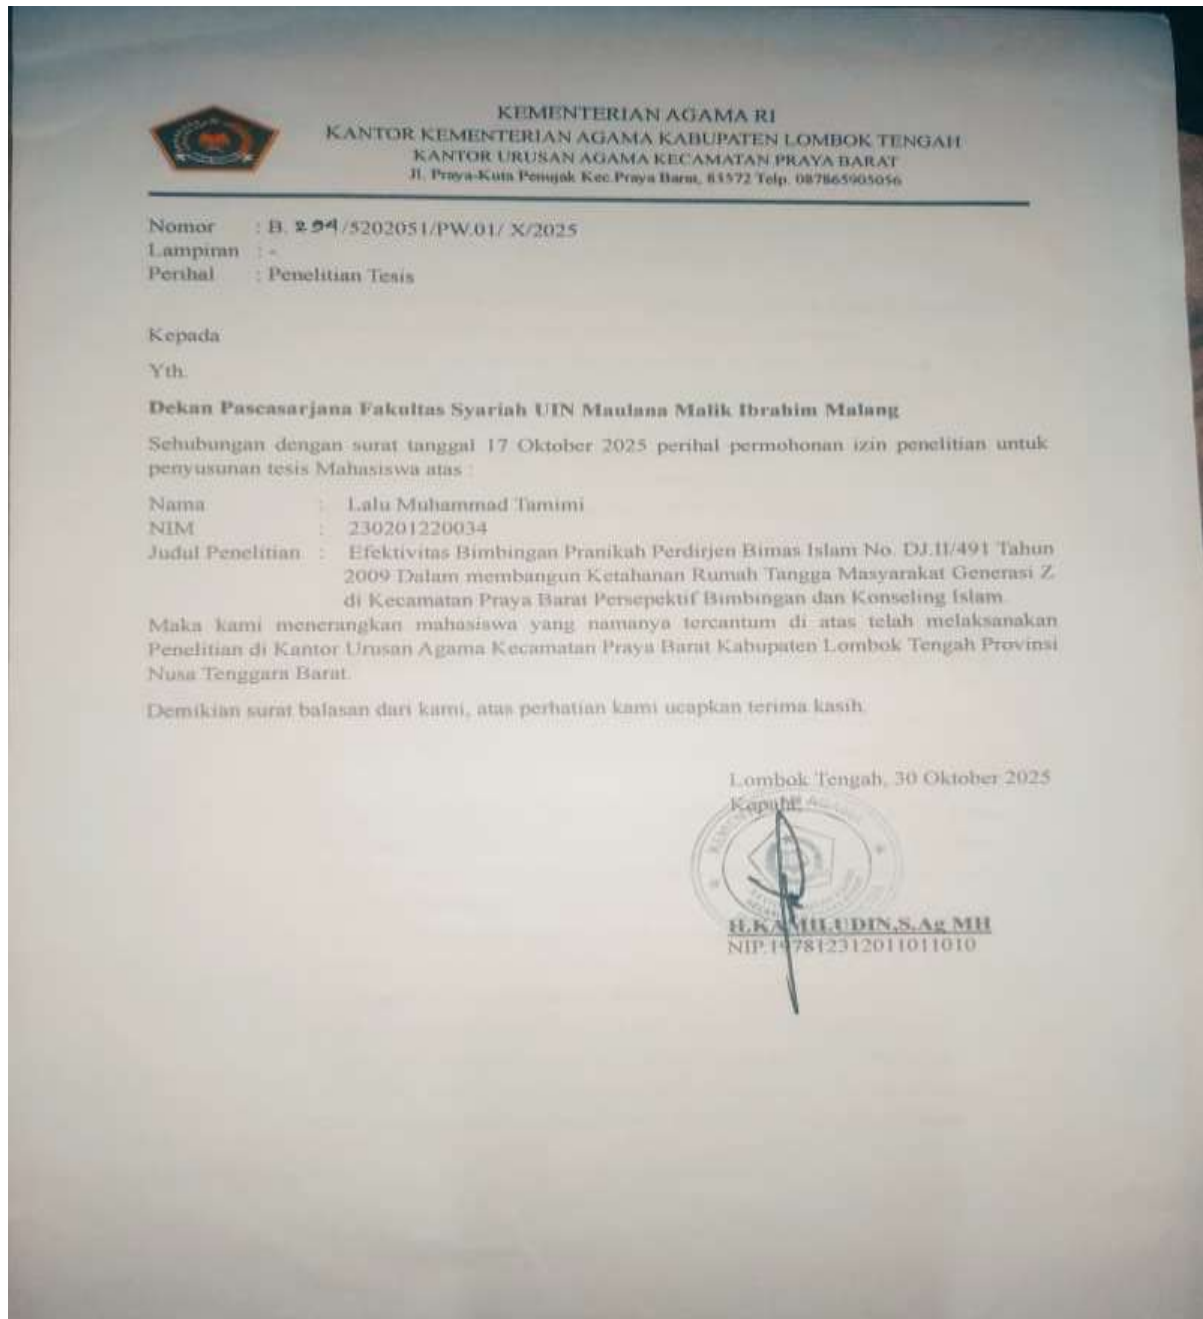 KEMENTERIAN AGAMA RI
KANTOR KEMENTERIAN AGAMA KABUPATEN LOMBOK TENGAH
KANTOR URUSAN AGAMA KECAMATAN PRAYA BARAT
Jl. Praya-Kuta Penujak Kec.Praya Barat, 83572 Telp. 087865905056
Nomor : B. 294/5202051/PW.01/ X/2025
Lampiran : -
Perihal : Penelitian Tesis
Kepada
Yth.
Dekan Pascasarjana Fakultas Syariah UIN Maulana Malik Ibrahim Malang
Sehubungan dengan surat tanggal 17 Oktober 2025 perihal permohonan izin penelitian untuk
penyusunan tesis Mahasiswa atas :
Nama : Lalu Muhammad Tamimi
NIM : 230201220034
Judul Penelitian : Efektivitas Bimbingan Pranikah Perdirjen Bimas Islam No. DJ.II/491 Tahun
2009 Dalam membangun Ketahanan Rumah Tangga Masyarakat Generasi Z
di Kecamatan Praya Barat Persepektif Bimbingan dan Konseling Islam.
Maka kami menerangkan mahasiswa yang namanya tercantum di atas telah melaksanakan
Penelitian di Kantor Urusan Agama Kecamatan Praya Barat Kabupaten Lombok Tengah Provinsi
Nusa Tenggara Barat.
Demikian surat balasan dari kami, atas perhatian kami ucapkan terima kasih.
Lombok Tengah, 30 Oktober 2025
H.KAMILUDIN,S.Ag MH
NIP.197812312011011010